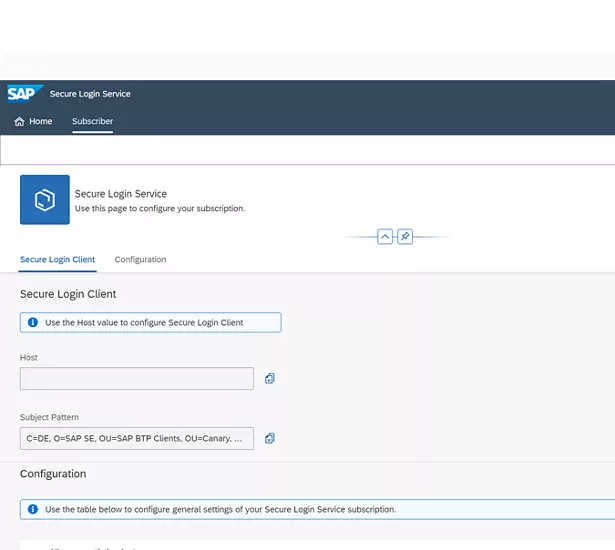 SAP Secure Login Service
Home Subscriber
Secure Login Service
Use this page to configure your subscription.
Secure Login Client Configuration
Secure Login Client
Use the Host value to configure Secure Login Client
Host
Subject Pattern
C=DE, O=SAP SE, OU=SAP BTP Clients, OU=Canary, ...
Configuration
Use the table below to configure general settings of your Secure Login Service subscription.